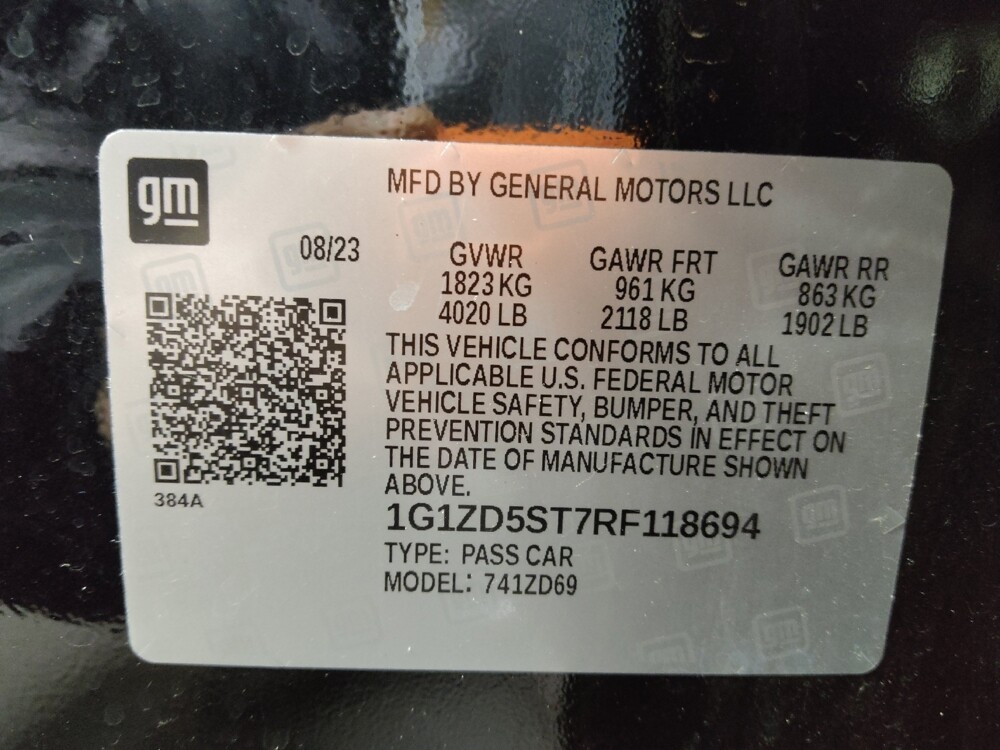 gm
MFD BY GENERAL MOTORS LLC
08/23
GVWR GAWR FRT GAWR RR
1823 KG 961 KG 863 KG
4020 LB 2118 LB 1902 LB
THIS VEHICLE CONFORMS TO ALL
APPLICABLE U.S. FEDERAL MOTOR
VEHICLE SAFETY, BUMPER, AND THEFT
PREVENTION STANDARDS IN EFFECT ON
THE DATE OF MANUFACTURE SHOWN
ABOVE.
384A
1G1ZD5ST7RF118694
TYPE: PASS CAR
MODEL: 741ZD69